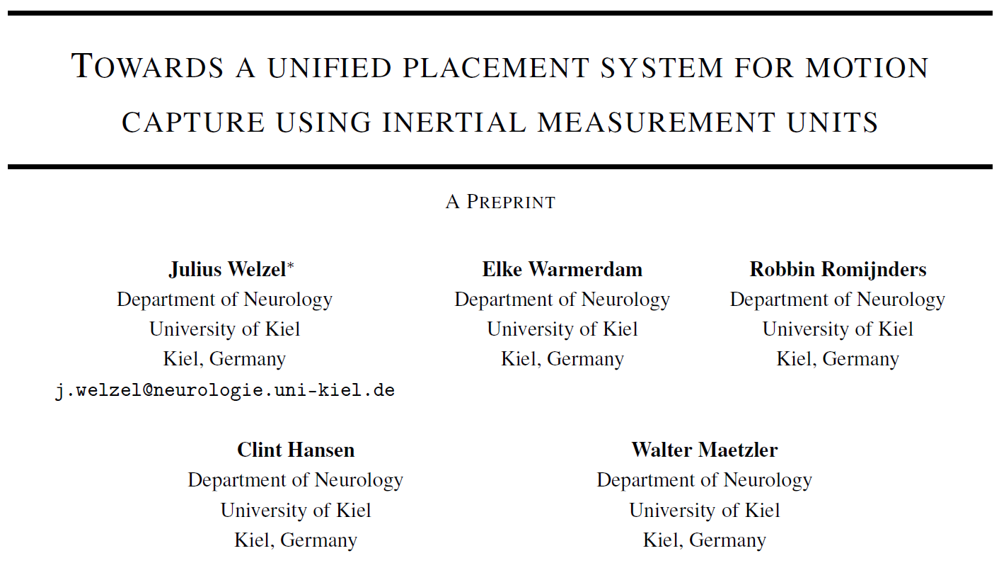 TOWARDS A UNIFIED PLACEMENT SYSTEM FOR MOTION
CAPTURE USING INERTIAL MEASUREMENT UNITS
A PREPRINT
Julius Welzel*
Department of Neurology
University of Kiel
Kiel, Germany
j.welzel@neurologie.uni-kiel.de
Elke Warmerdam
Department of Neurology
University of Kiel
Kiel, Germany
Robbin Romijnders
Department of Neurology
University of Kiel
Kiel, Germany
Clint Hansen
Department of Neurology
University of Kiel
Kiel, Germany
Walter Maetzler
Department of Neurology
University of Kiel
Kiel, Germany